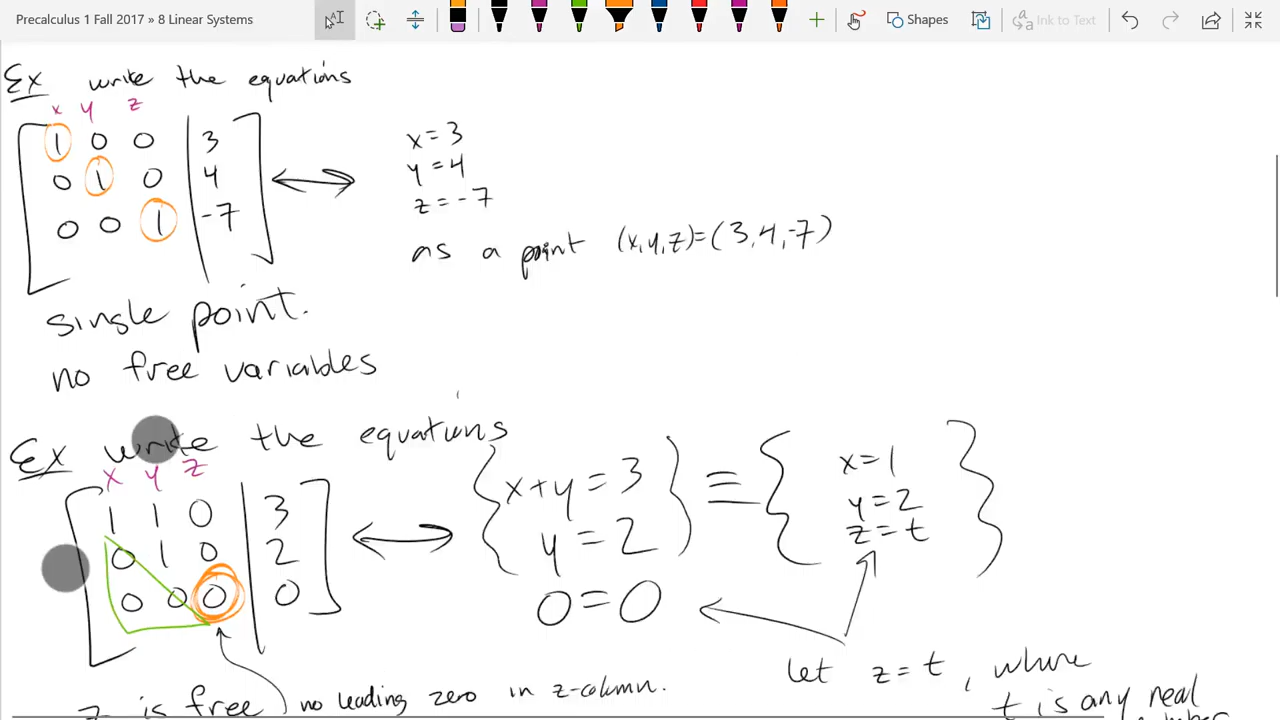 Precalculus 1 Fall 2017 » 8 Linear Systems
Shapes
Ink to Text
Ex write the equations
x y z
1 0 0 | 3
0 1 0 | 4
0 0 1 | -7
x = 3
y = 4
z = -7
as a point (x,y,z)=(3,4,-7)
single point.
no free variables
Ex write the equations
x y z
1 1 0 | 3
0 1 0 | 2
0 0 0 | 0
x+y = 3
y = 2
0 = 0
≡
x=1
y=2
z=t
let z = t, where
t is any real
z is free
no leading zero in z-column.